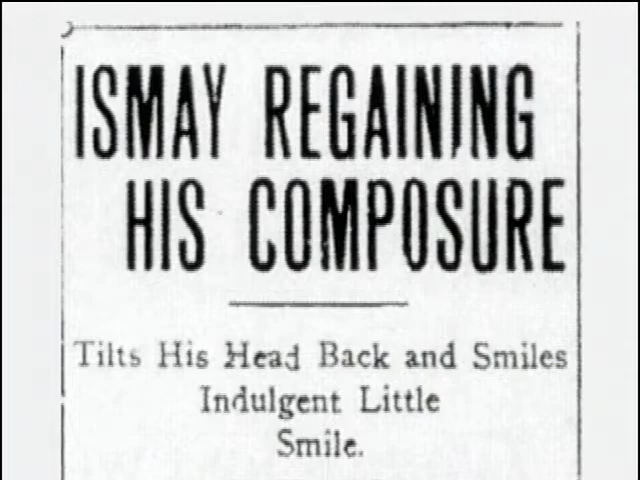 ISMAY REGAINING
HIS COMPOSURE
Tilts His Head Back and Smiles
Indulgent Little
Smile.